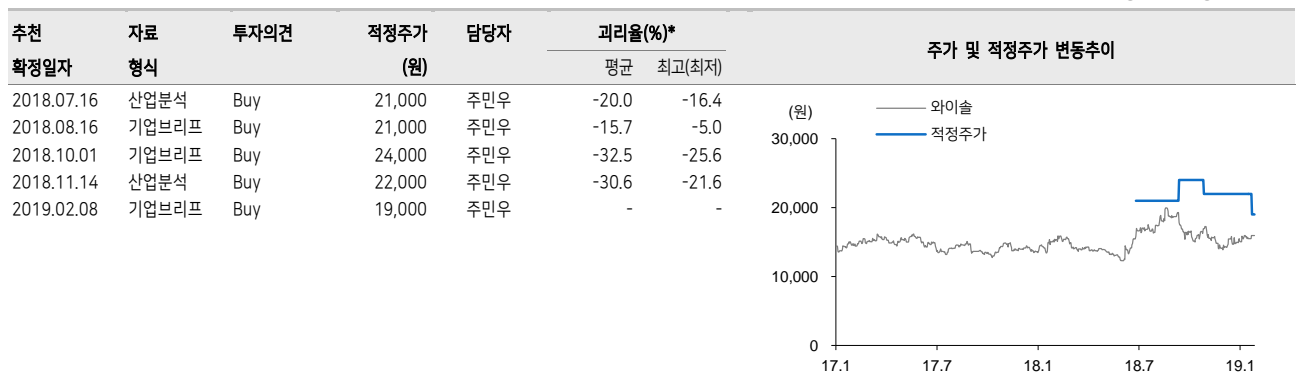 추천 자료 투자의견 적정주가 담당자 괴리율(%)* 주가 및 적정주가 변동추이
확정일자 형식 (원) 평균 최고(최저)
2018.07.16 산업분석 Buy 21,000 주민우 -20.0 -16.4
2018.08.16 기업브리프 Buy 21,000 주민우 -15.7 -5.0
2018.10.01 기업브리프 Buy 24,000 주민우 -32.5 -25.6
2018.11.14 산업분석 Buy 22,000 주민우 -30.6 -21.6
2019.02.08 기업브리프 Buy 19,000 주민우 - -
(원)
와이솔
적정주가
30,000
20,000
10,000
0
17.1 17.7 18.1 18.7 19.1